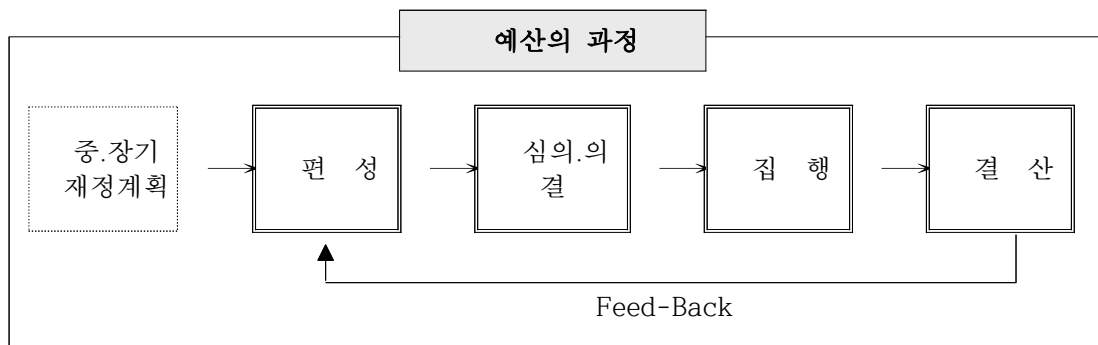 예산의 과정
중.장기
재정계획
편 성
심의.의
결
집 행
결 산
Feed-Back